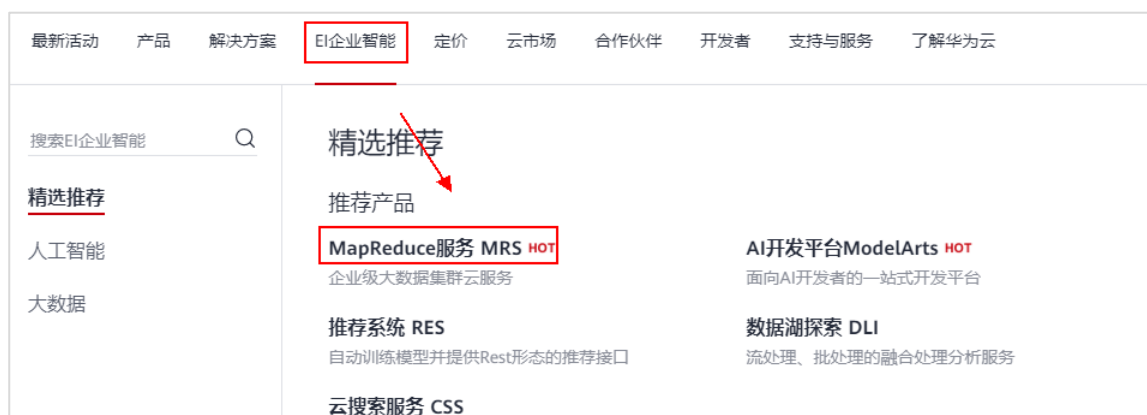 最新活动 产品 解决方案 EI企业智能 定价 云市场 合作伙伴 开发者 支持与服务 了解华为云
搜索EI企业智能
精选推荐
人工智能
大数据
精选推荐
推荐产品
MapReduce服务 MRS HOT
企业级大数据集群云服务
AI开发平台ModelArts HOT
面向AI开发者的一站式开发平台
推荐系统 RES
自动训练模型并提供Rest形态的推荐接口
数据湖探索 DLI
流处理、批处理的融合处理分析服务
云搜索服务 CSS